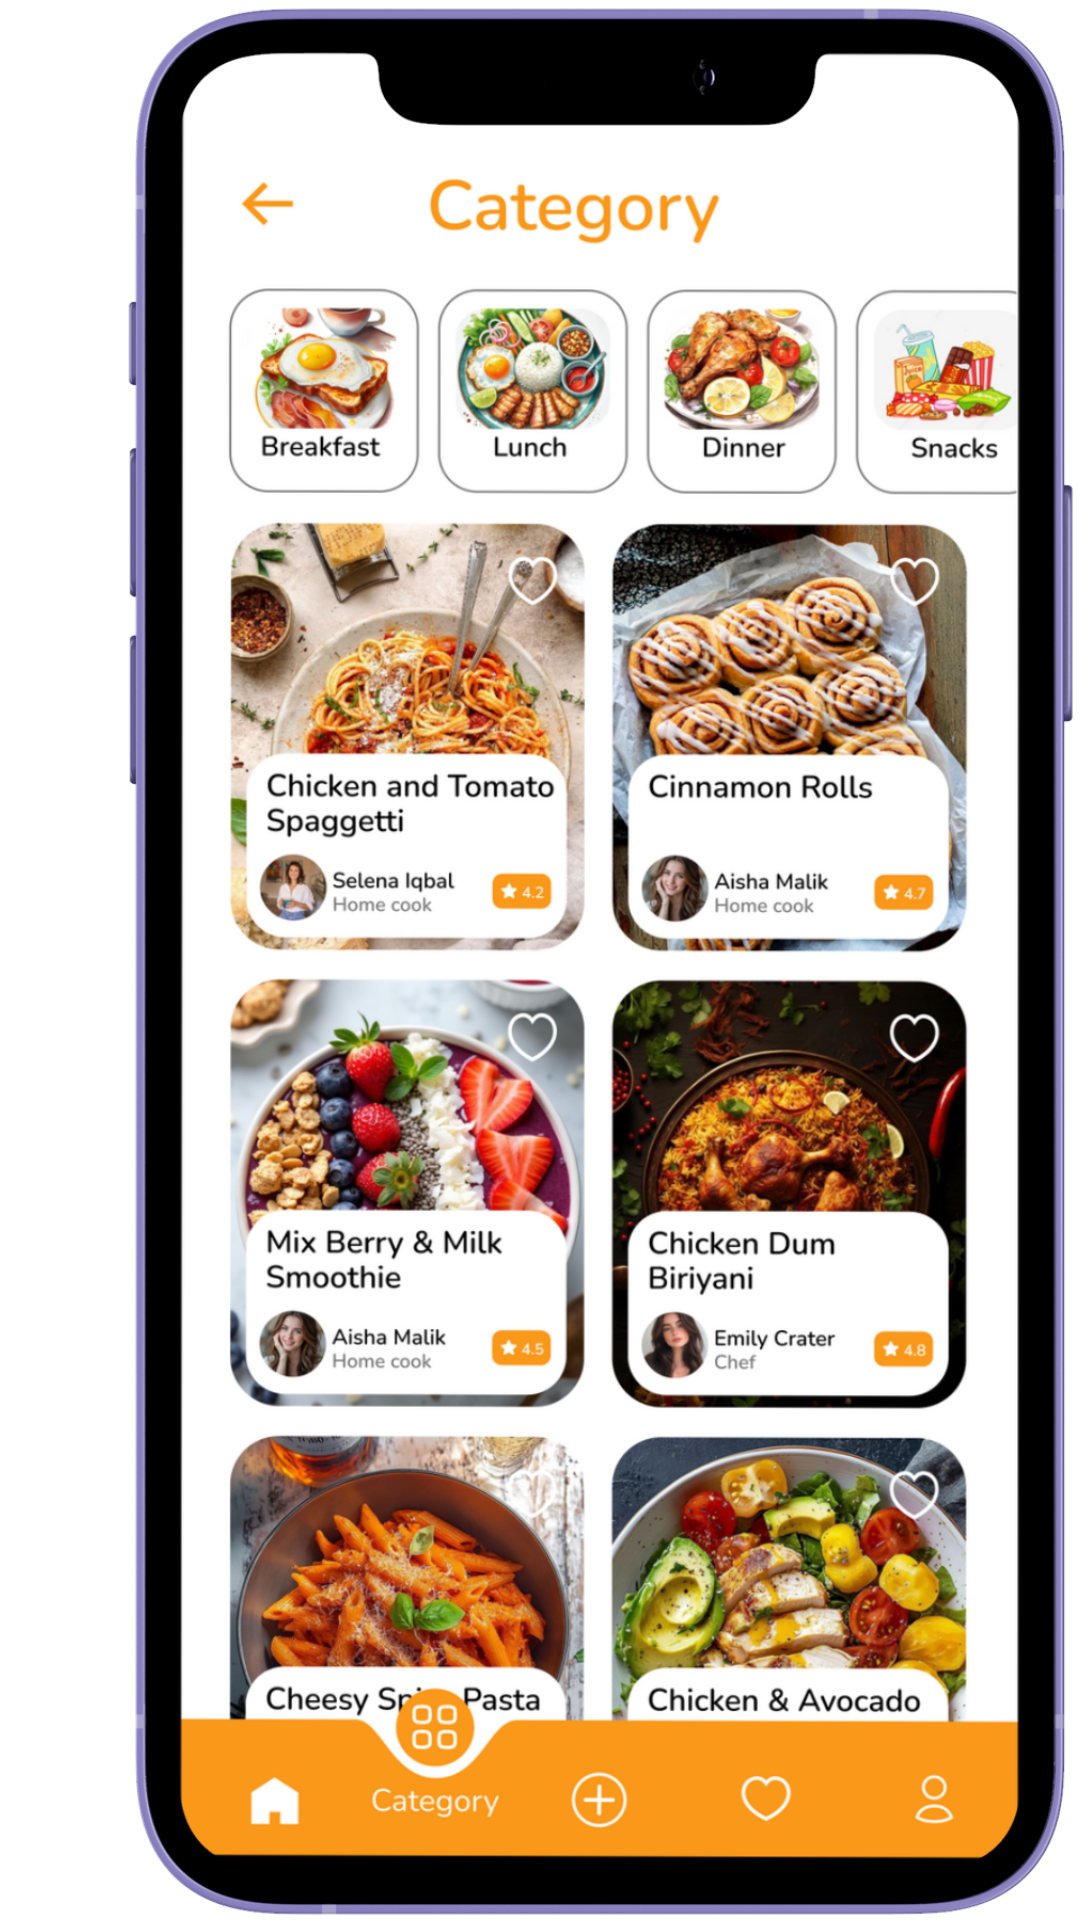 Category
Breakfast
Lunch
Dinner
Snacks
Chicken and Tomato
Spaggetti
Selena Iqbal
Home cook
4.2
Cinnamon Rolls
Aisha Malik
Home cook
4.7
Mix Berry & Milk
Smoothie
Aisha Malik
Home cook
4.5
Chicken Dum
Biriyani
Emily Crater
Chef
4.8
Cheesy Spicy Pasta
Chicken & Avocado
Category